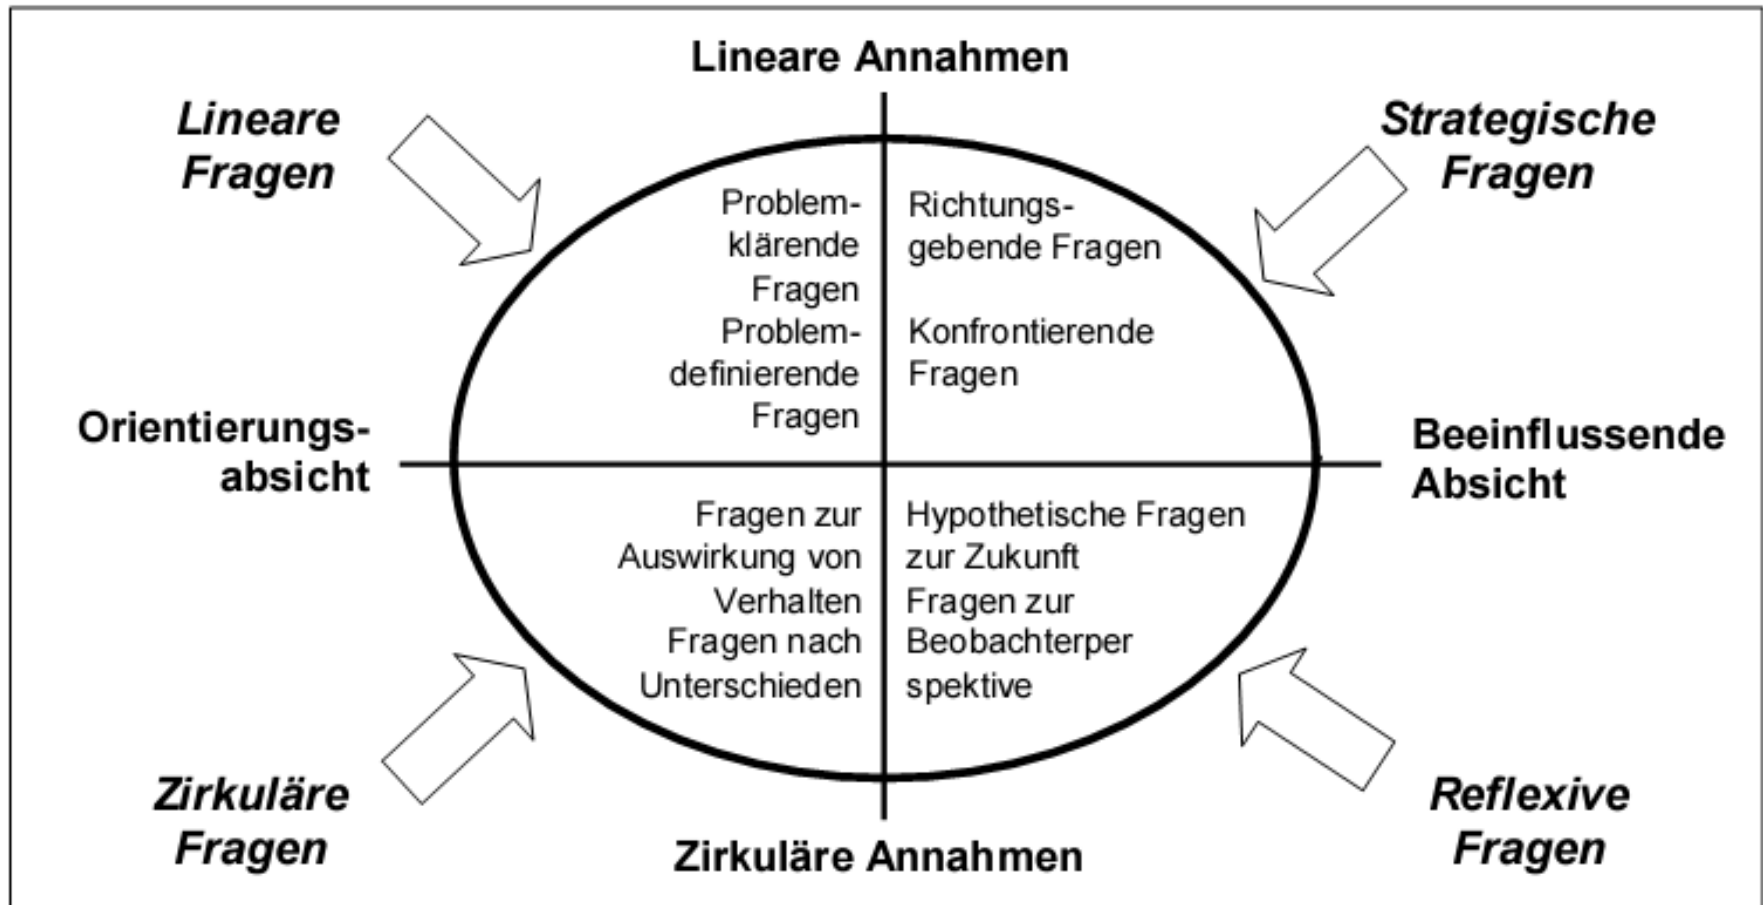 Lineare Annahmen
Lineare
Fragen
Strategische
Fragen
Problem-
klärende
Fragen
Problem-
definierende
Fragen
Richtungs-
gebende Fragen
Konfrontierende
Fragen
Orientierungs-
absicht
Beeinflussende
Absicht
Fragen zur
Auswirkung von
Verhalten
Fragen nach
Unterschieden
Hypothetische Fragen
zur Zukunft
Fragen zur
Beobachterper
spektive
Zirkuläre
Fragen
Reflexive
Fragen
Zirkuläre Annahmen